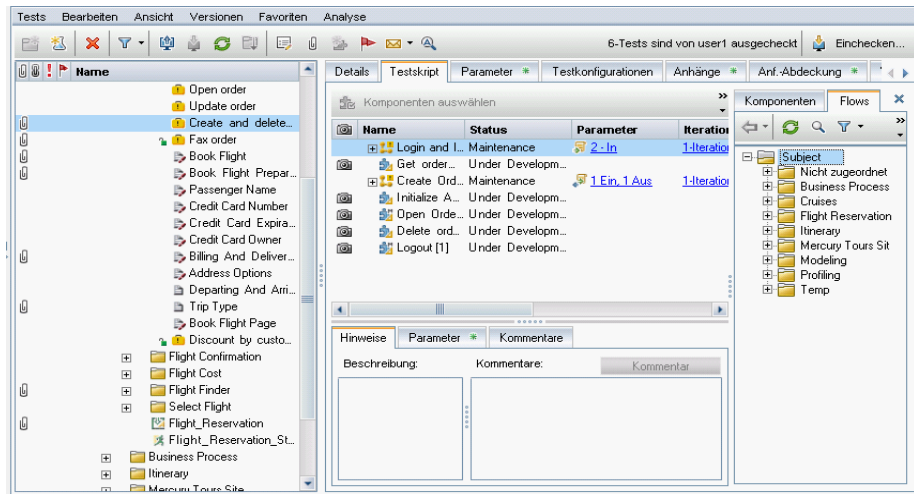 Tests Bearbeiten Ansicht Versionen Favoriten Analyse
6-Tests sind von user1 ausgecheckt Einchecken...
Name
Open order
Update order
Create and delete...
Fax order
Book Flight
Book Flight Prepar...
Passenger Name
Credit Card Number
Credit Card Expira...
Credit Card Owner
Billing And Deliver...
Address Options
Departing And Arri...
Trip Type
Book Flight Page
Discount by custo...
Flight Confirmation
Flight Cost
Flight Finder
Select Flight
Flight_Reservation
Flight_Reservation_St...
Business Process
Itinerary
Mercury Tours Site
Details Testskript Parameter * Testkonfigurationen Anhänge * Anf.-Abdeckung *
Komponenten auswählen »
Name Status Parameter Iteration
Login and l... Maintenance 2 - In 1-Iteration
Get order... Under Developm...
Create Ord... Maintenance 1 Ein, 1 Aus 1-Iteration
Initialize A... Under Developm...
Open Orde... Under Developm...
Delete ord... Under Developm...
Logout [1] Under Developm...
Hinweise Parameter * Kommentare
Beschreibung: Kommentare: Kommentar
Komponenten Flows
»
Subject
Nicht zugeordnet
Business Process
Cruises
Flight Reservation
Itinerary
Mercury Tours Sit
Modeling
Profiling
Temp